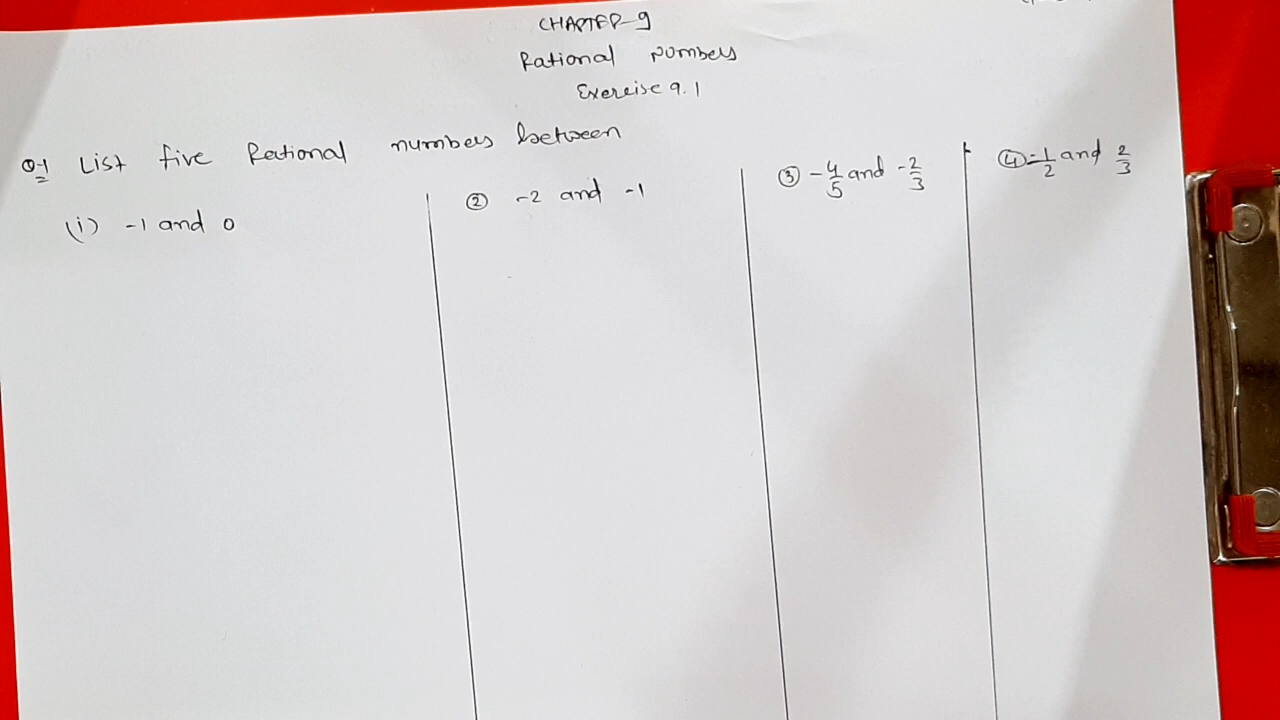 CHAPTER-9
Rational numbers
Exercise 9.1
Q-1 List five Rational numbers between
(i) -1 and 0
② -2 and -1
③ -4/5 and -2/3
④ -1/2 and 2/3